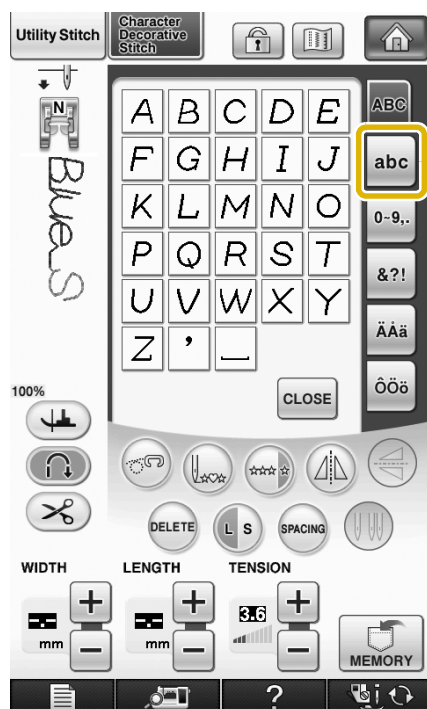 Utility Stitch
Character
Decorative
Stitch
N
Blue_S
A B C D E
F G H I J
K L M N O
P Q R S T
U V W X Y
Z ’ _
CLOSE
ABC
abc
0~9,.
&?!
ÄÅä
ÔÖö
100%
DELETE
L S
SPACING
WIDTH
LENGTH
TENSION
+
+
3.6
+
mm
−
mm
−
−
MEMORY
?